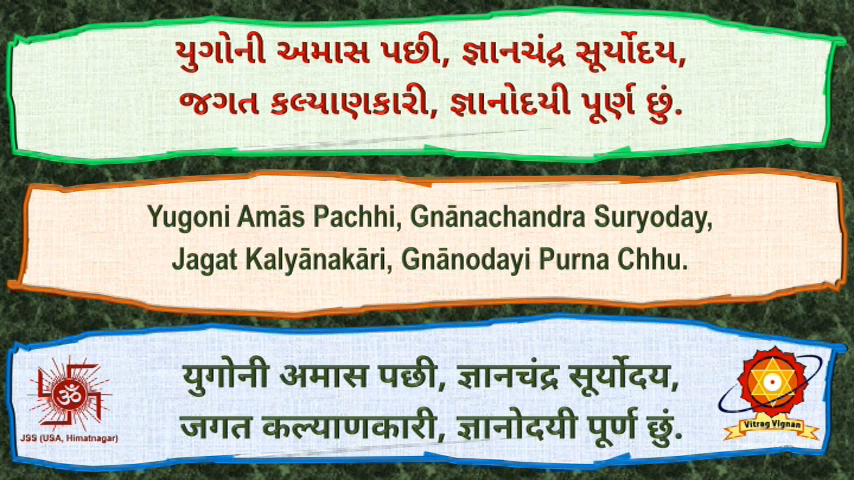 યુગોની અમાસ પછી, જ્ઞાનચંદ્ર સૂર્યોદય,
જગત કલ્યાણકારી, જ્ઞાનોદયી પૂર્ણ છું.
Yugoni Amās Pachhi, Gnānachandra Suryoday,
Jagat Kalyānakāri, Gnānodayi Purna Chhu.
युगोनी अमास पछी, ज्ञानचंद्र सूर्योदय,
जगत कल्याणकारी, ज्ञानोदयी पूर्ण छुं.
ॐ
JSS (USA, Himatnagar)
Vitrag Vignan